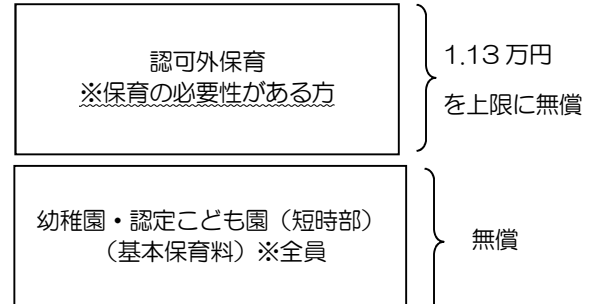 認可外保育
※保育の必要性がある方
1.13万円
を上限に無償
幼稚園・認定こども園（短時部）
（基本保育料）※全員
無償